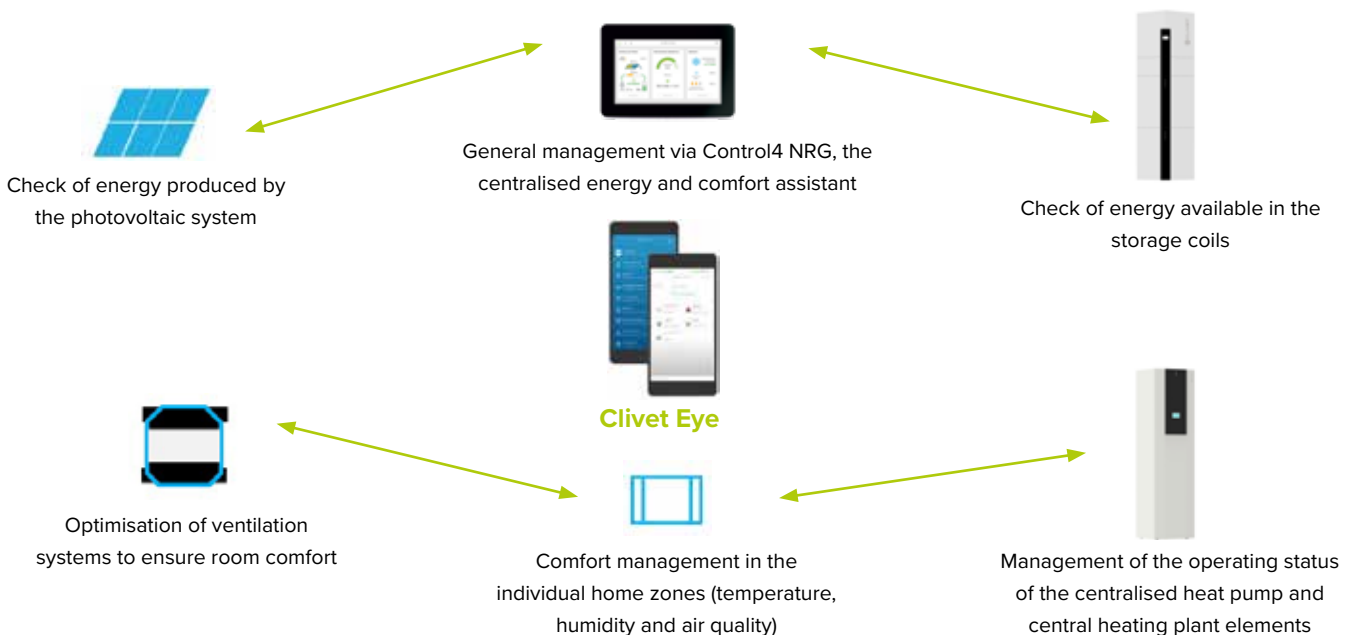 General management via Control4 NRG, the
centralised energy and comfort assistant
Check of energy produced by
the photovoltaic system
Check of energy available in the
storage coils
Clivet Eye
Optimisation of ventilation
systems to ensure room comfort
Comfort management in the
individual home zones (temperature,
humidity and air quality)
Management of the operating status
of the centralised heat pump and
central heating plant elements